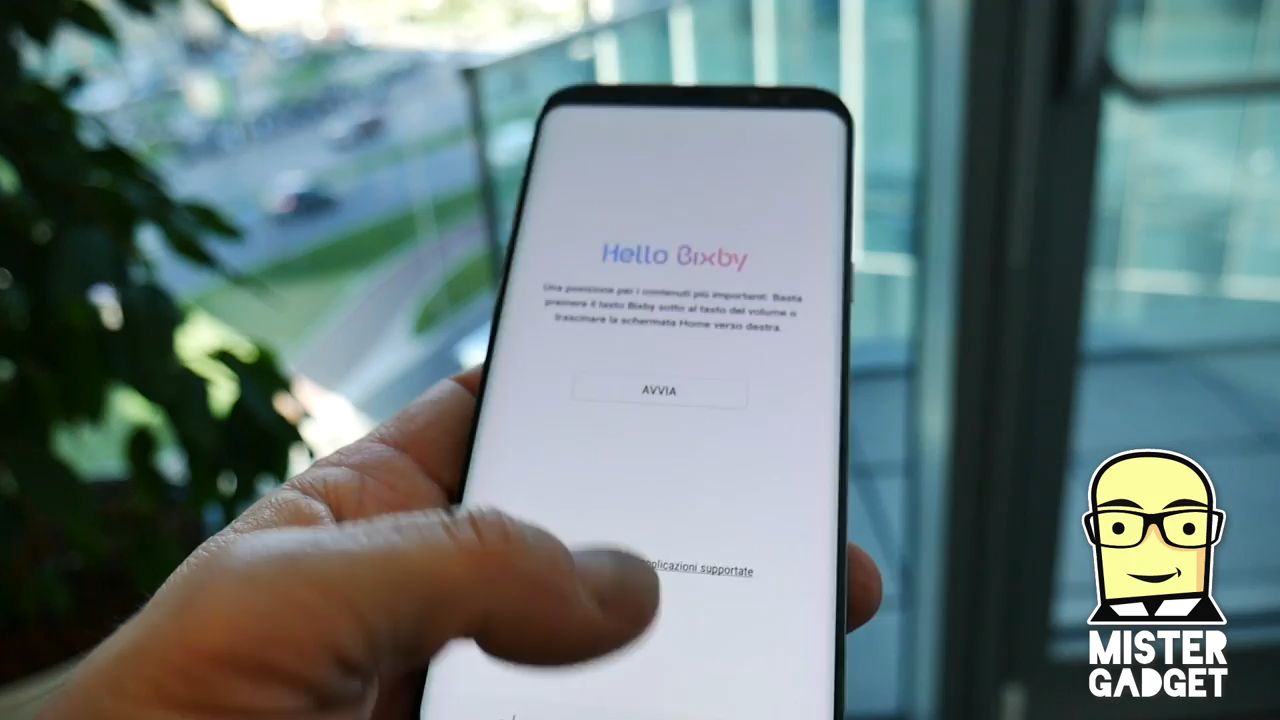 Hello Bixby
Una posizione per i contenuti più importanti. Basta
premere il tasto Bixby sotto al tasto del volume o
trascinare la schermata Home verso destra.
AVVIA
plicazioni supportate
MISTER
GADGET